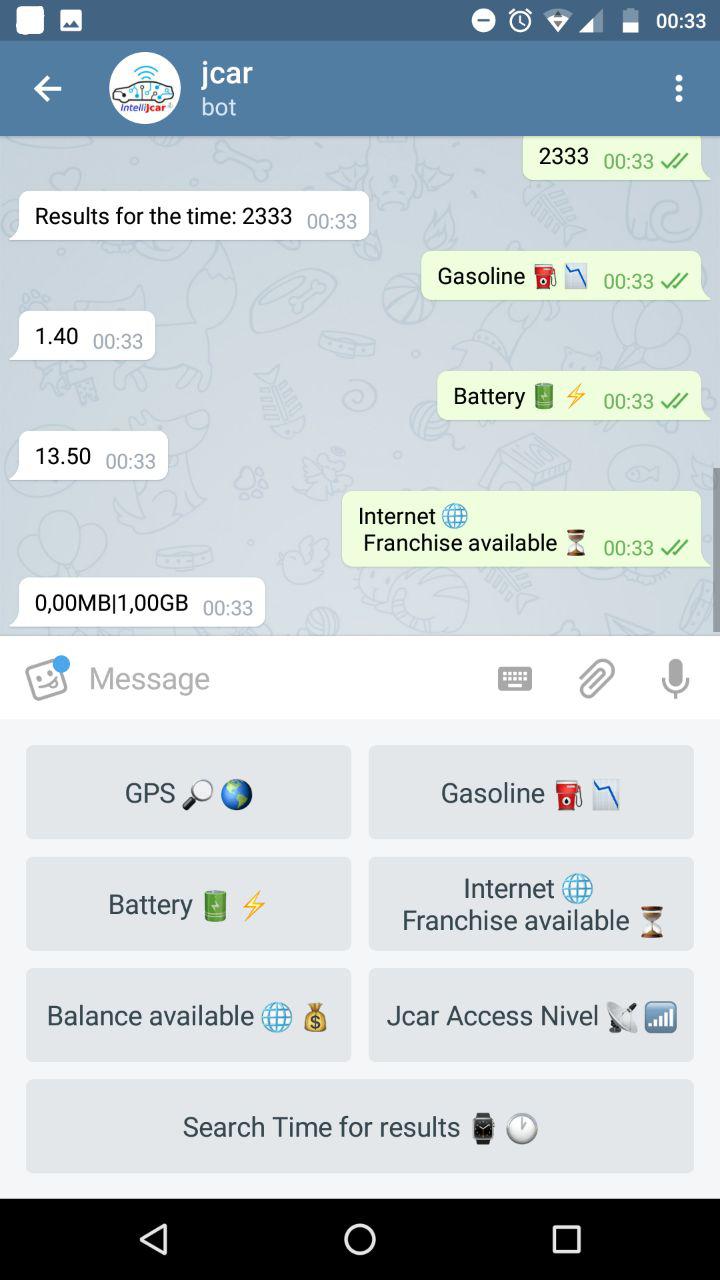 00:33
jcar
bot
IntelliJcar
2333 00:33
Results for the time: 2333 00:33
Gasoline 00:33
1.40 00:33
Battery 00:33
13.50 00:33
Internet
Franchise available 00:33
0,00MB|1,00GB 00:33
Message
GPS
Gasoline
Battery
Internet
Franchise available
Balance available
Jcar Access Nivel
Search Time for results